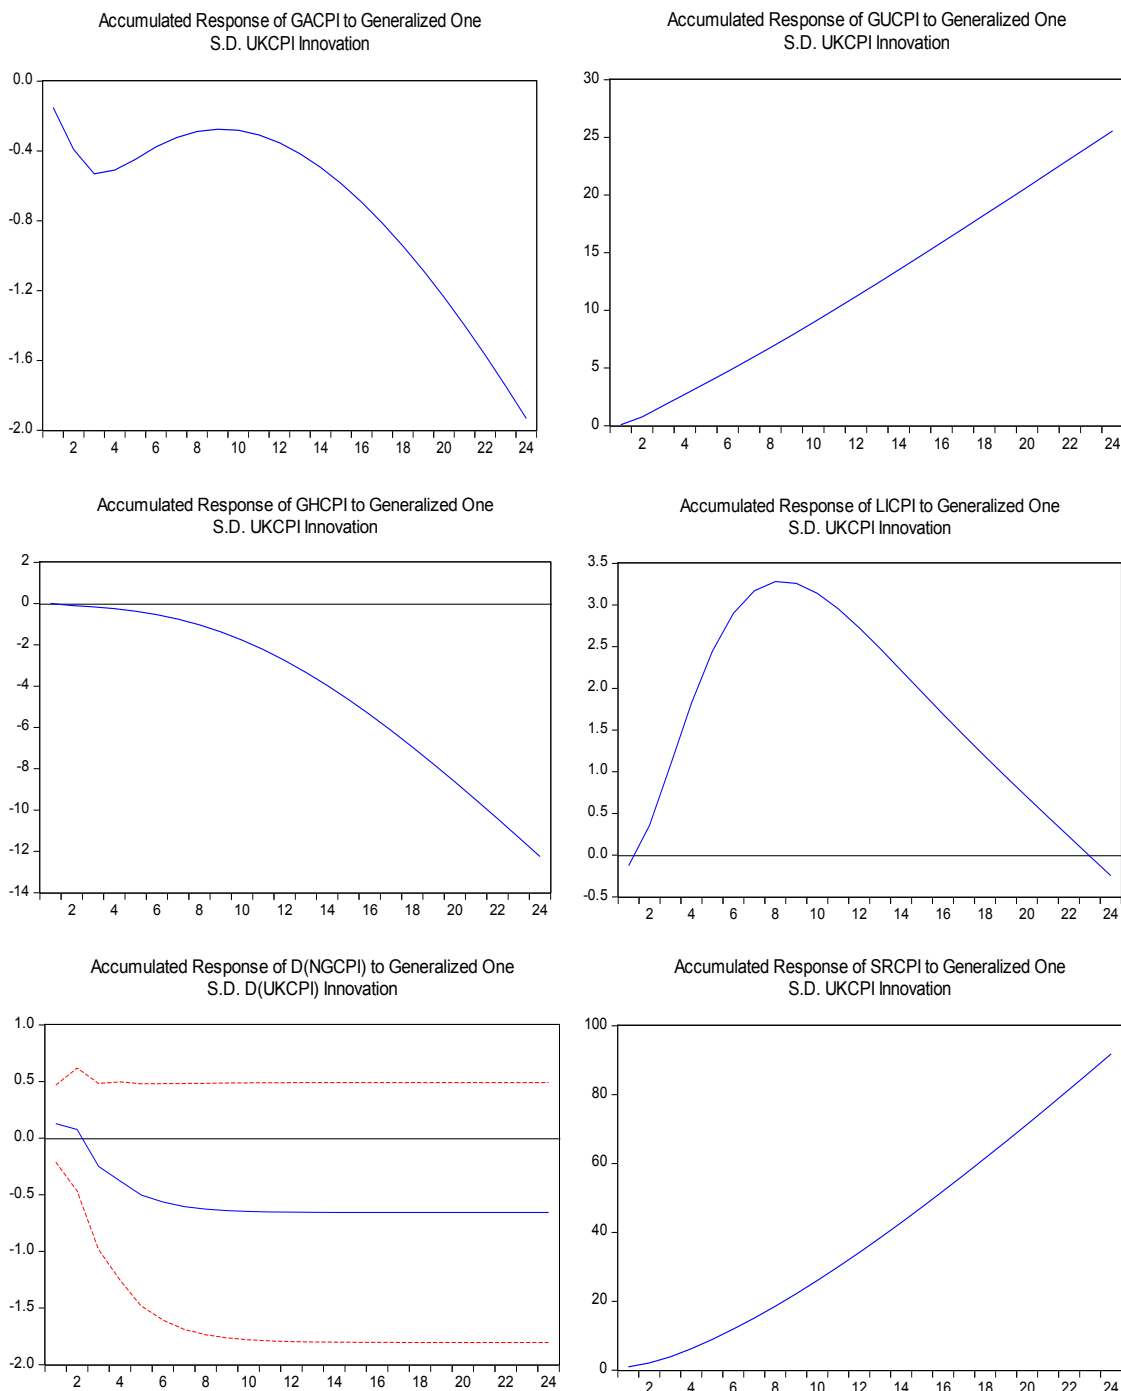 Accumulated Response of GACPI to Generalized One
S.D. UKCPI Innovation
0.0
-0.4
-0.8
-1.2
-1.6
-2.0
2 4 6 8 10 12 14 16 18 20 22 24
Accumulated Response of GUCPI to Generalized One
S.D. UKCPI Innovation
30
25
20
15
10
5
0
2 4 6 8 10 12 14 16 18 20 22 24
Accumulated Response of GHCPI to Generalized One
S.D. UKCPI Innovation
2
0
-2
-4
-6
-8
-10
-12
-14
2 4 6 8 10 12 14 16 18 20 22 24
Accumulated Response of LICPI to Generalized One
S.D. UKCPI Innovation
3.5
3.0
2.5
2.0
1.5
1.0
0.5
0.0
-0.5
2 4 6 8 10 12 14 16 18 20 22 24
Accumulated Response of D(NGCPI) to Generalized One
S.D. D(UKCPI) Innovation
1.0
0.5
0.0
-0.5
-1.0
-1.5
-2.0
2 4 6 8 10 12 14 16 18 20 22 24
Accumulated Response of SRCPI to Generalized One
S.D. UKCPI Innovation
100
80
60
40
20
0
2 4 6 8 10 12 14 16 18 20 22 24